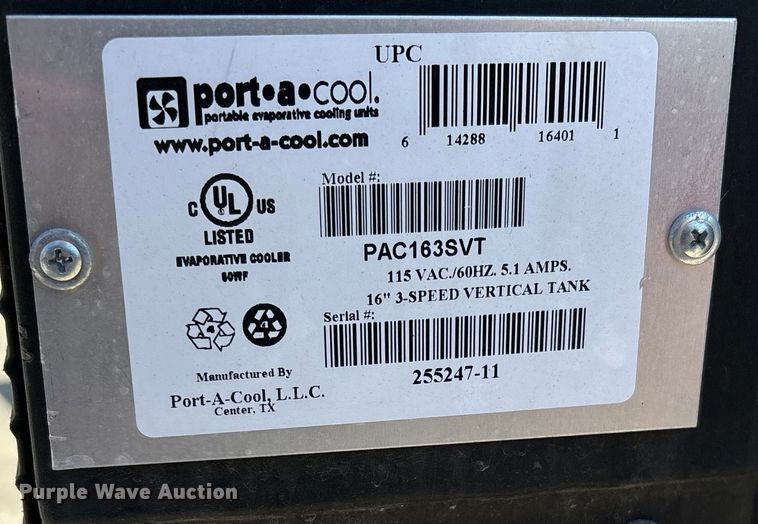 UPC
port•a•cool.
portable evaporative cooling units
www.port-a-cool.com
6 14288 16401 1
Model #:
C UL US
LISTED
EVAPORATIVE COOLER
PAC163SVT
115 VAC./60HZ. 5.1 AMPS.
16" 3-SPEED VERTICAL TANK
Serial #:
255247-11
4 4
Manufactured By
Port-A-Cool, L.L.C.
Center, TX
Purple Wave Auction